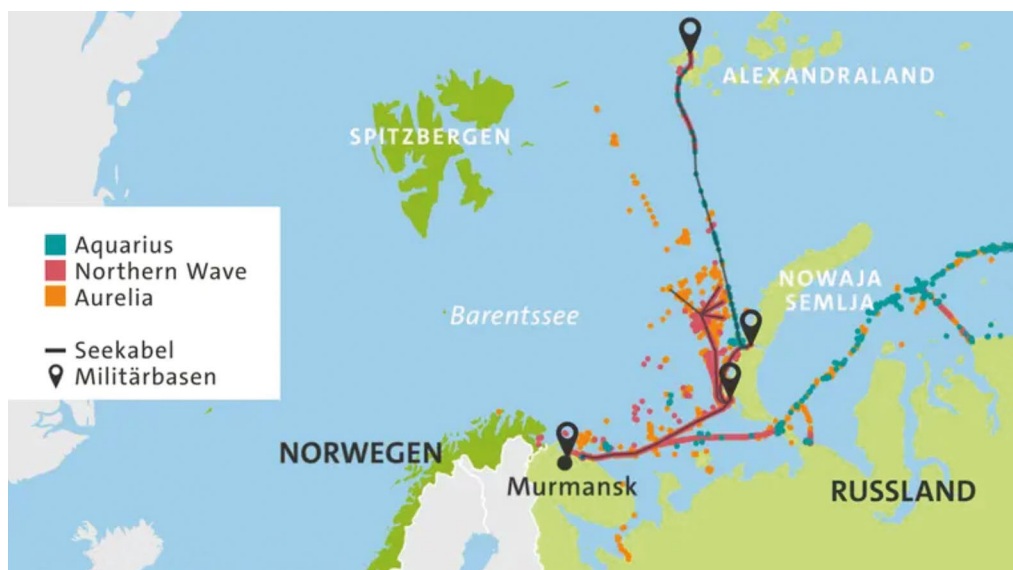 ALEXANDRALAND
SPITZBERGEN
Aquarius
Northern Wave
Aurelia
Seekabel
Militärbasen
Barentssee
NOWAJA
SEMLJA
NORWEGEN
Murmansk
RUSSLAND